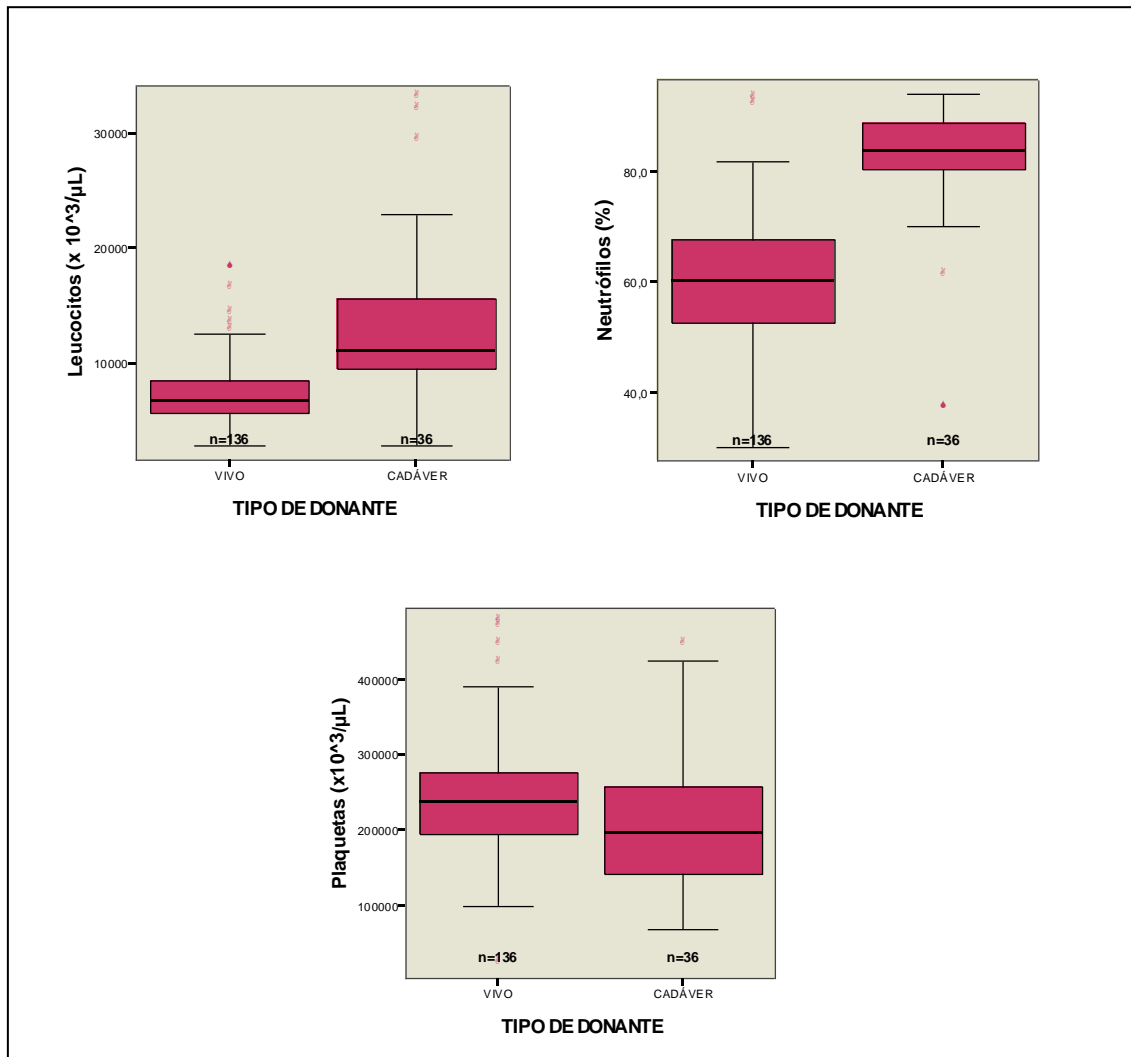 Leucocitos (x 10^3/µL)
30000
20000
10000
n=136
n=36
VIVO
CADÁVER
TIPO DE DONANTE
Neutrófilos (%)
80,0
60,0
40,0
n=136
n=36
VIVO
CADÁVER
TIPO DE DONANTE
Plaquetas (x10^3/µL)
400000
300000
200000
100000
n=136
n=36
VIVO
CADÁVER
TIPO DE DONANTE